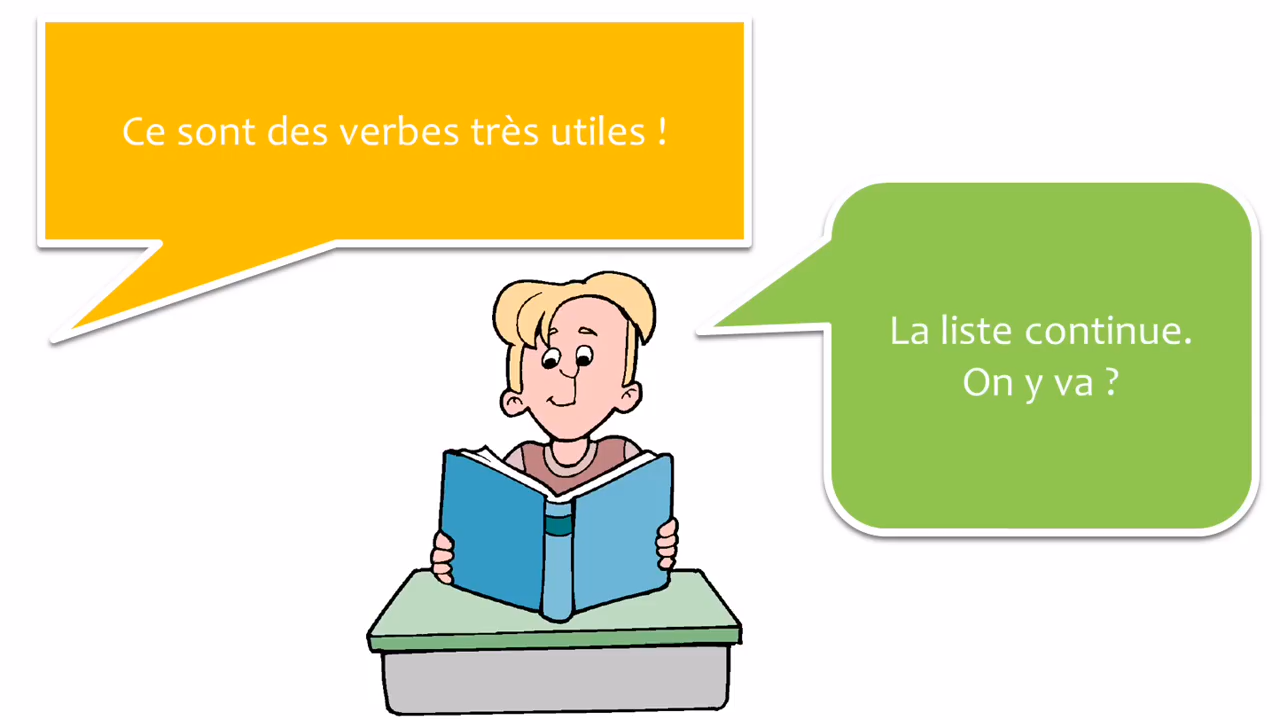 Ce sont des verbes très utiles !
La liste continue.
On y va ?